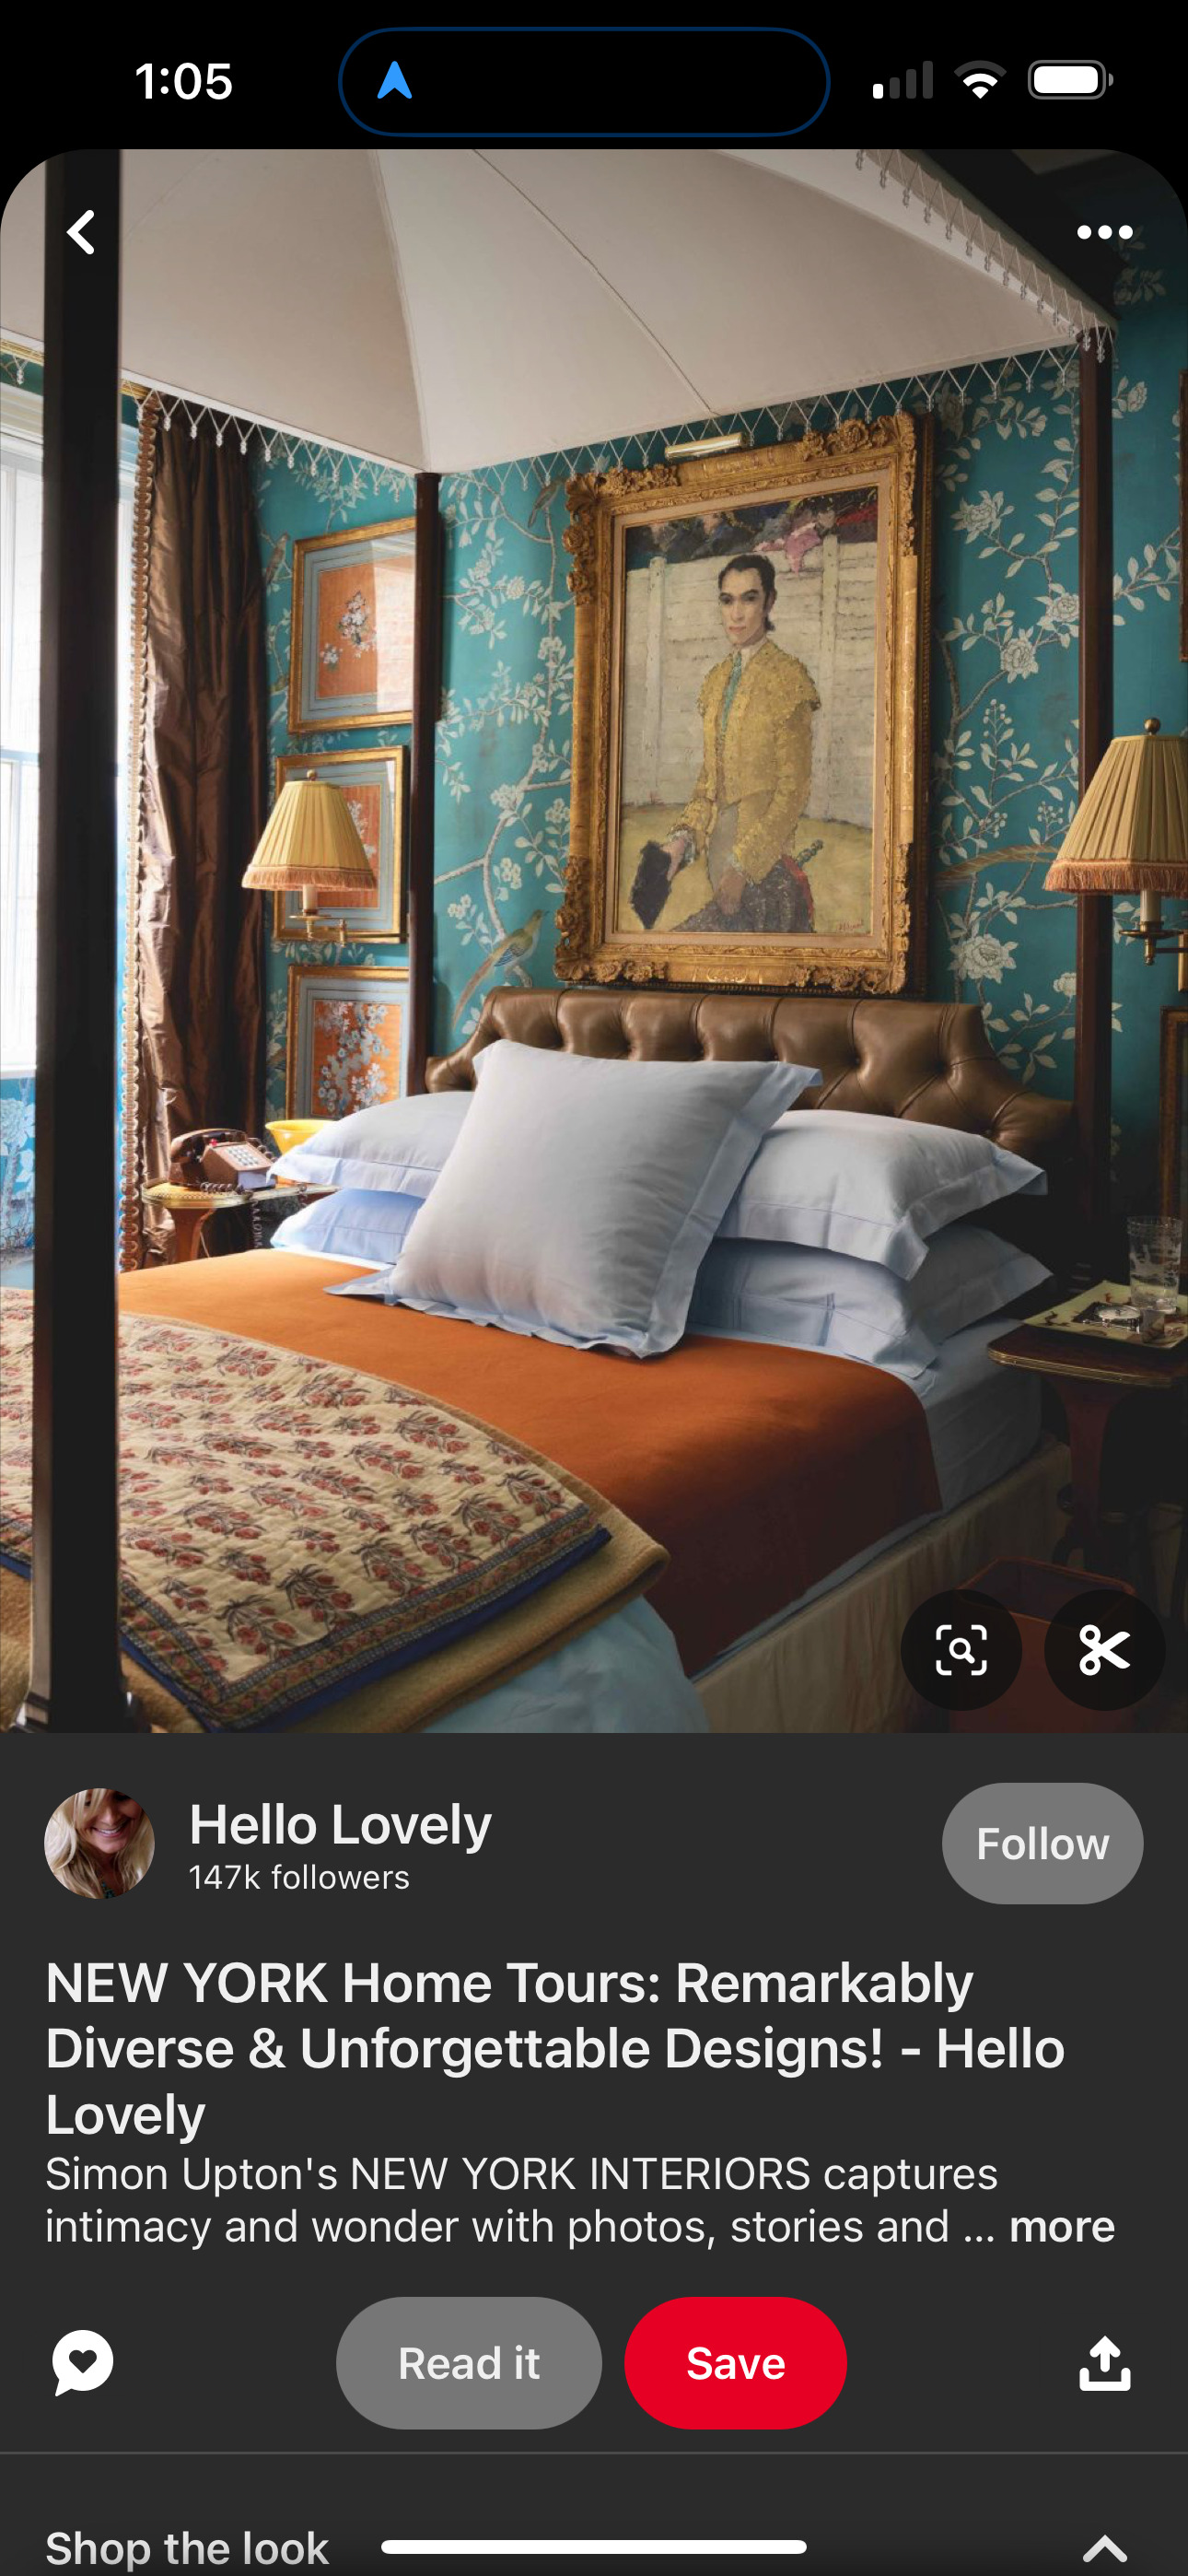 1:05
Hello Lovely
147k followers
Follow
NEW YORK Home Tours: Remarkably
Diverse & Unforgettable Designs! - Hello
Lovely
Simon Upton's NEW YORK INTERIORS captures
intimacy and wonder with photos, stories and ... more
Read it
Save
Shop the look